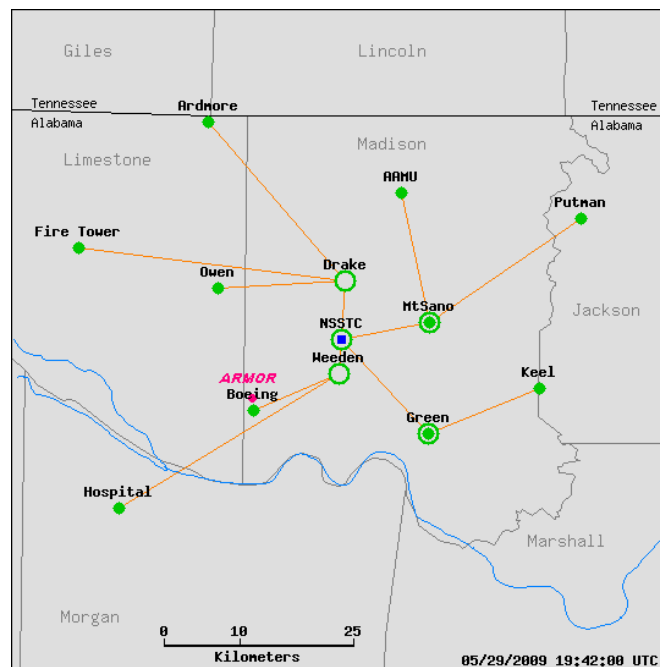 Giles
Lincoln
Tennessee
Ardmore
Tennessee
Alabama
Alabama
Limestone
Madison
AAMU
Putman
Fire Tower
Owen
Drake
MtSano
Jackson
NSSTC
Weeden
ARMOR
Boeing
Keel
Green
Hospital
Marshall
Morgan
0 10 25
Kilometers
05/29/2009 19:42:00 UTC